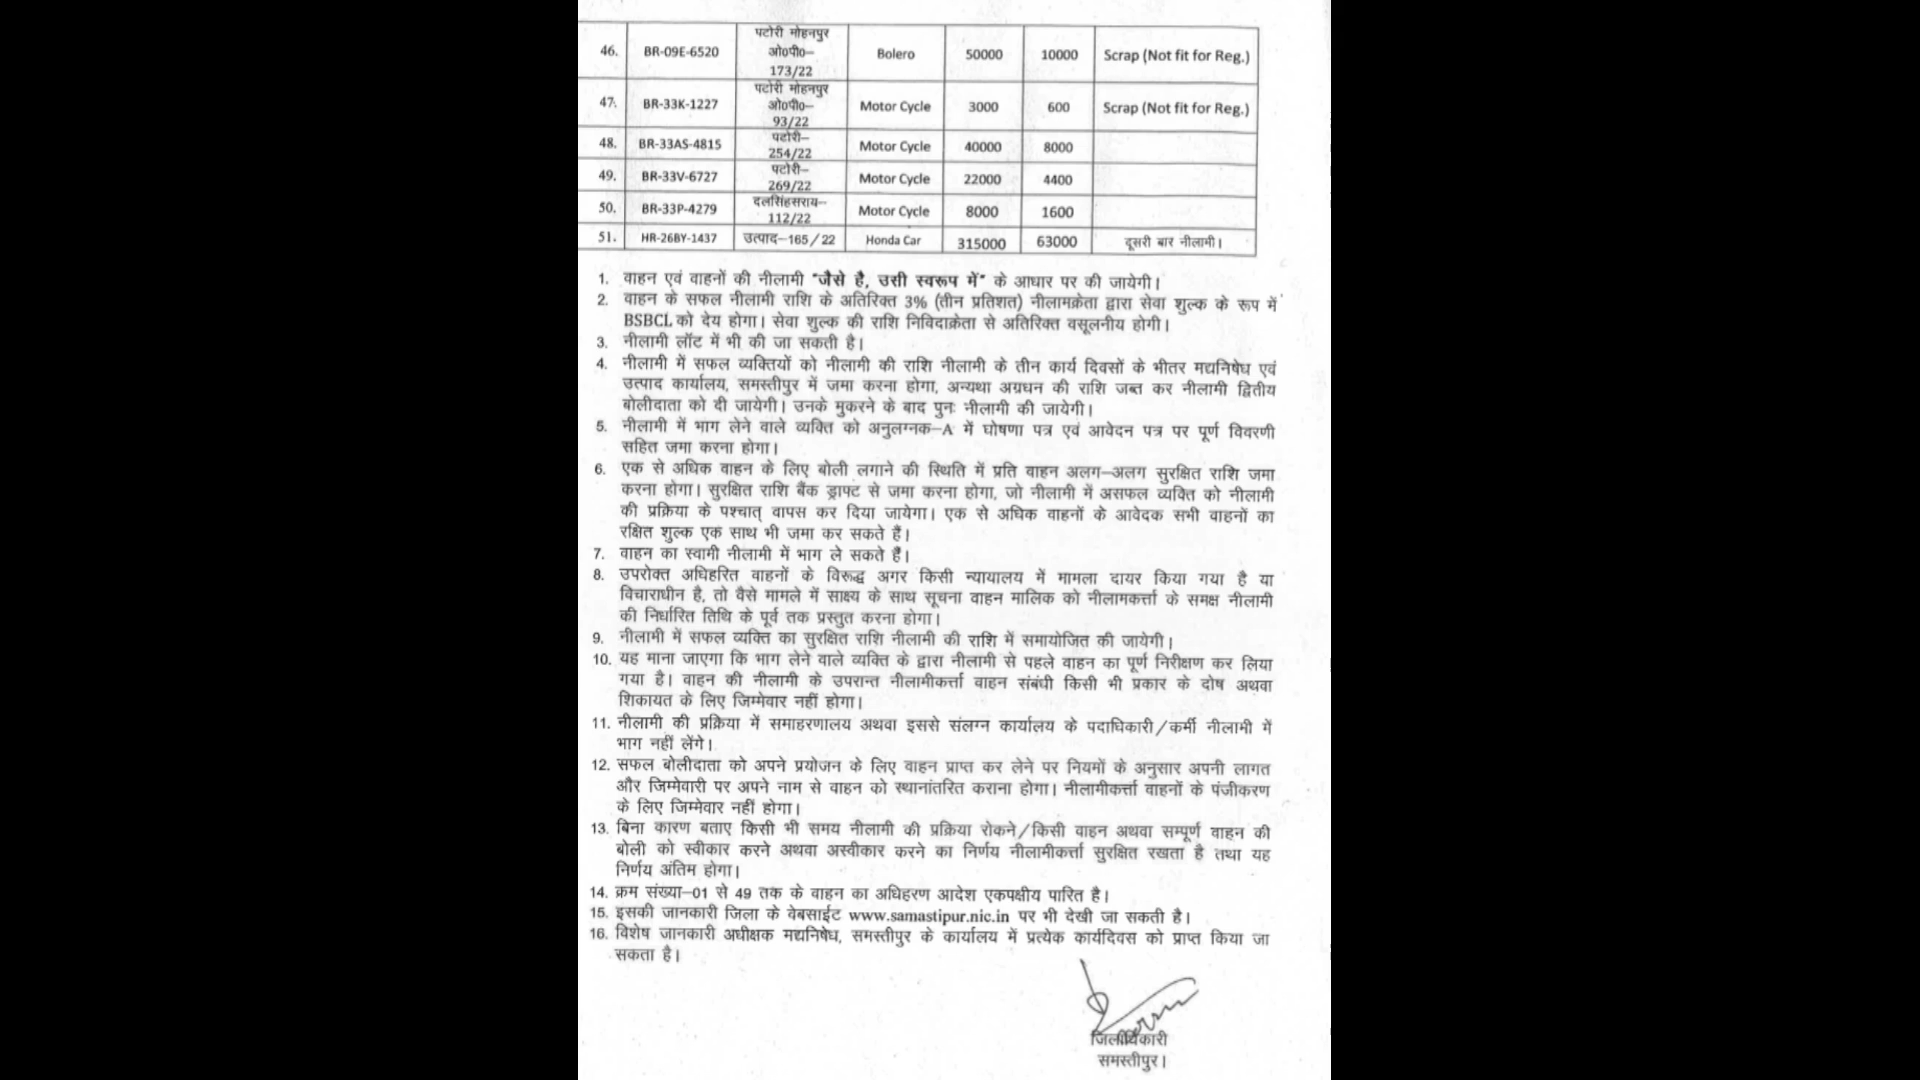 46. BR-09E-6520 पटोरी मोहनपुर ओ०पी०– 173/22 Bolero 50000 10000 Scrap (Not fit for Reg.)
47. BR-33K-1227 पटोरी मोहनपुर ओ०पी०– 93/22 Motor Cycle 3000 600 Scrap (Not fit for Reg.)
48. BR-33AS-4815 पटोरी– 254/22 Motor Cycle 40000 8000
49. BR-33V-6727 पटोरी– 269/22 Motor Cycle 22000 4400
50. BR-33P-4279 दलसिंहसराय– 112/22 Motor Cycle 8000 1600
51. HR-26BY-1437 उत्पाद–165/22 Honda Car 315000 63000 दूसरी बार नीलामी।
1. वाहन एवं वाहनों की नीलामी "जैसे है, उसी स्वरूप में" के आधार पर की जायेगी।
2. वाहन के सफल नीलामी राशि के अतिरिक्त 3% (तीन प्रतिशत) नीलामक्रेता द्वारा सेवा शुल्क के रूप में
BSBCL को देय होगा। सेवा शुल्क की राशि निविदाक्रेता से अतिरिक्त वसूलनीय होगी।
3. नीलामी लॉट में भी की जा सकती है।
4. नीलामी में सफल व्यक्तियों को नीलामी की राशि नीलामी के तीन कार्य दिवसों के भीतर मद्यनिषेध एवं
उत्पाद कार्यालय, समस्तीपुर में जमा करना होगा, अन्यथा अग्रधन की राशि जब्त कर नीलामी द्वितीय
बोलीदाता को दी जायेगी। उनके मुकरने के बाद पुनः नीलामी की जायेगी।
5. नीलामी में भाग लेने वाले व्यक्ति को अनुलग्नक–A में घोषणा पत्र एवं आवेदन पत्र पर पूर्ण विवरणी
सहित जमा करना होगा।
6. एक से अधिक वाहन के लिए बोली लगाने की स्थिति में प्रति वाहन अलग–अलग सुरक्षित राशि जमा
करना होगा। सुरक्षित राशि बैंक ड्राफ्ट से जमा करना होगा, जो नीलामी में असफल व्यक्ति को नीलामी
की प्रक्रिया के पश्चात् वापस कर दिया जायेगा। एक से अधिक वाहनों के आवेदक सभी वाहनों का
रक्षित शुल्क एक साथ भी जमा कर सकते हैं।
7. वाहन का स्वामी नीलामी में भाग ले सकते हैं।
8. उपरोक्त अधिहरित वाहनों के विरूद्ध अगर किसी न्यायालय में मामला दायर किया गया है या
विचाराधीन है, तो वैसे मामले में साक्ष्य के साथ सूचना वाहन मालिक को नीलामकर्त्ता के समक्ष नीलामी
की निर्धारित तिथि के पूर्व तक प्रस्तुत करना होगा।
9. नीलामी में सफल व्यक्ति का सुरक्षित राशि नीलामी की राशि में समायोजित की जायेगी।
10. यह माना जाएगा कि भाग लेने वाले व्यक्ति के द्वारा नीलामी से पहले वाहन का पूर्ण निरीक्षण कर लिया
गया है। वाहन की नीलामी के उपरान्त नीलामीकर्त्ता वाहन संबंधी किसी भी प्रकार के दोष अथवा
शिकायत के लिए जिम्मेवार नहीं होगा।
11. नीलामी की प्रक्रिया में समाहरणालय अथवा इससे संलग्न कार्यालय के पदाधिकारी/कर्मी नीलामी में
भाग नहीं लेंगे।
12. सफल बोलीदाता को अपने प्रयोजन के लिए वाहन प्राप्त कर लेने पर नियमों के अनुसार अपनी लागत
और जिम्मेवारी पर अपने नाम से वाहन को स्थानांतरित कराना होगा। नीलामीकर्त्ता वाहनों के पंजीकरण
के लिए जिम्मेवार नहीं होगा।
13. बिना कारण बताए किसी भी समय नीलामी की प्रक्रिया रोकने/किसी वाहन अथवा सम्पूर्ण वाहन की
बोली को स्वीकार करने अथवा अस्वीकार करने का निर्णय नीलामीकर्त्ता सुरक्षित रखता है तथा यह
निर्णय अंतिम होगा।
14. क्रम संख्या–01 से 49 तक के वाहन का अधिहरण आदेश एकपक्षीय पारित है।
15. इसकी जानकारी जिला के वेबसाईट www.samastipur.nic.in पर भी देखी जा सकती है।
16. विशेष जानकारी अधीक्षक मद्यनिषेध, समस्तीपुर के कार्यालय में प्रत्येक कार्यदिवस को प्राप्त किया जा
सकता है।
जिलाधिकारी
समस्तीपुर।